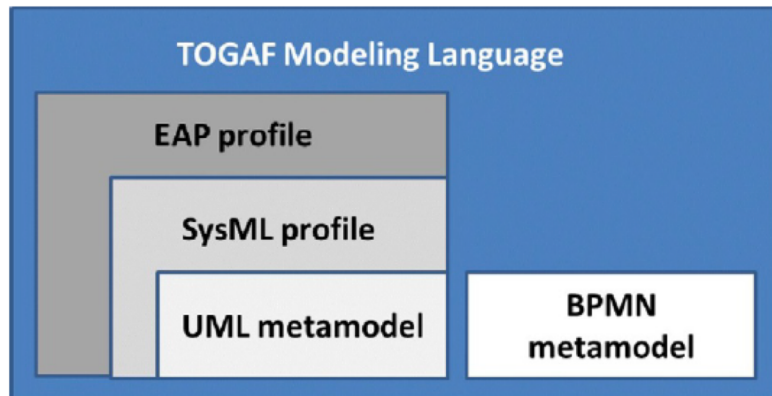 TOGAF Modeling Language
EAP profile
SysML profile
UML metamodel
BPMN
metamodel